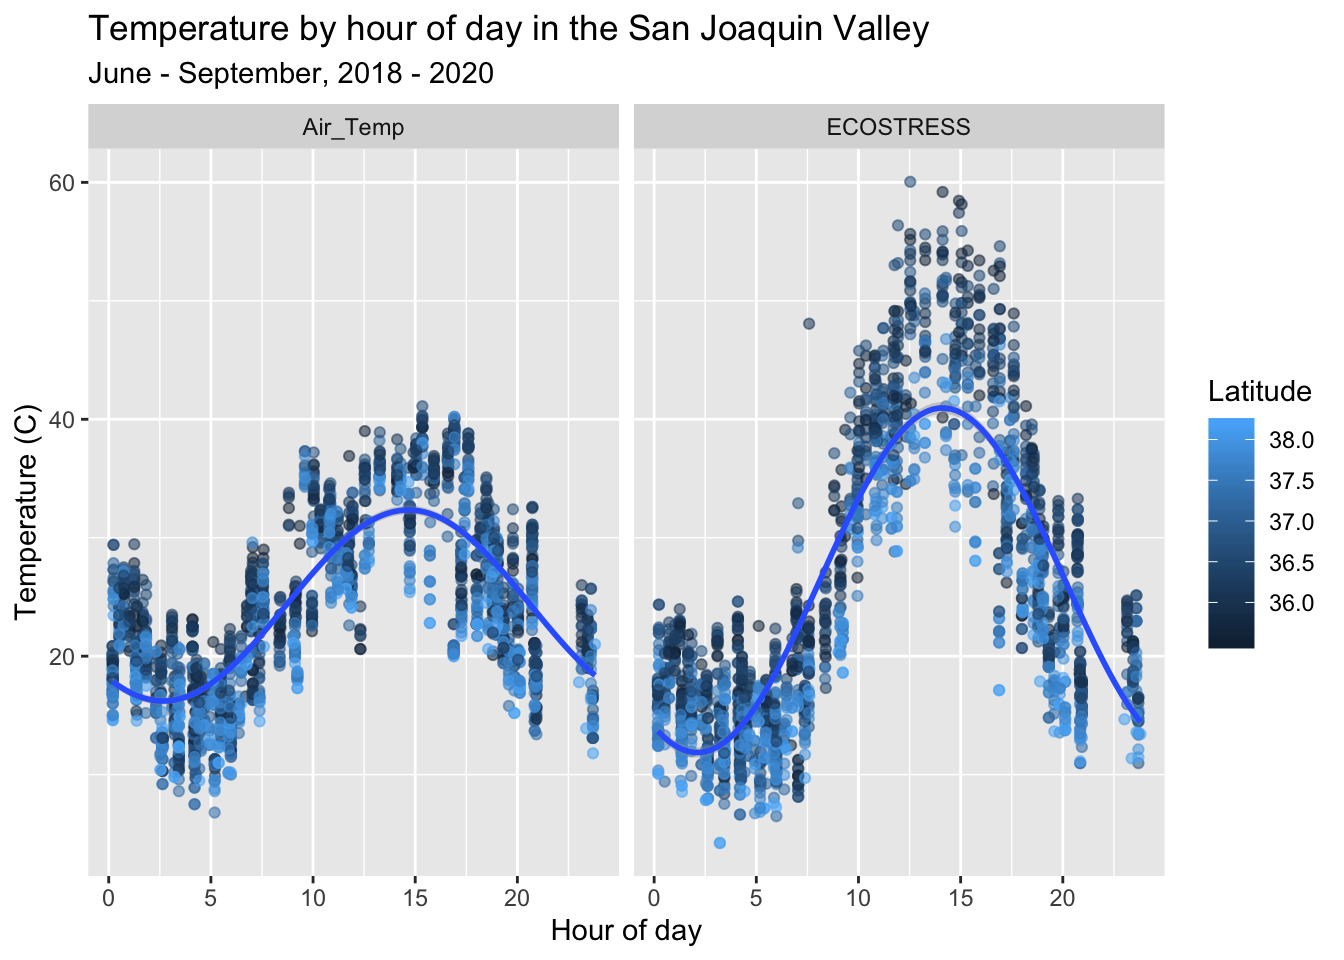 Temperature by hour of day in the San Joaquin Valley
June - September, 2018 - 2020
Air_Temp
ECOSTRESS
Temperature (C)
60
40
20
0 5 10 15 20
0 5 10 15 20
Hour of day
Latitude
38.0
37.5
37.0
36.5
36.0